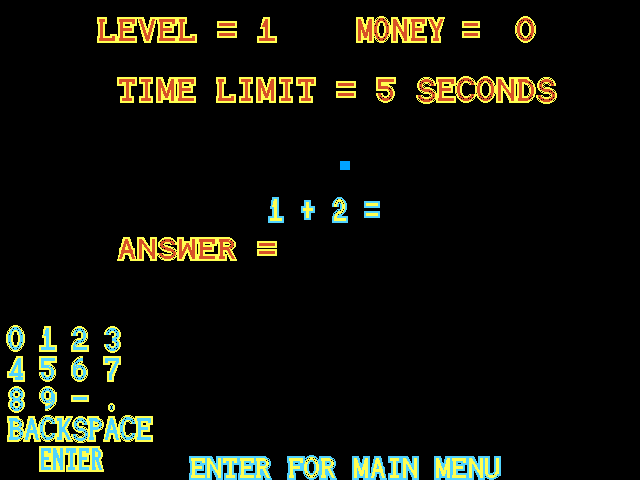 LEVEL = 1 MONEY = 0
TIME LIMIT = 5 SECONDS
1 + 2 =
ANSWER =
0 1 2 3
4 5 6 7
8 9 - .
BACKSPACE
ENTER
ENTER FOR MAIN MENU